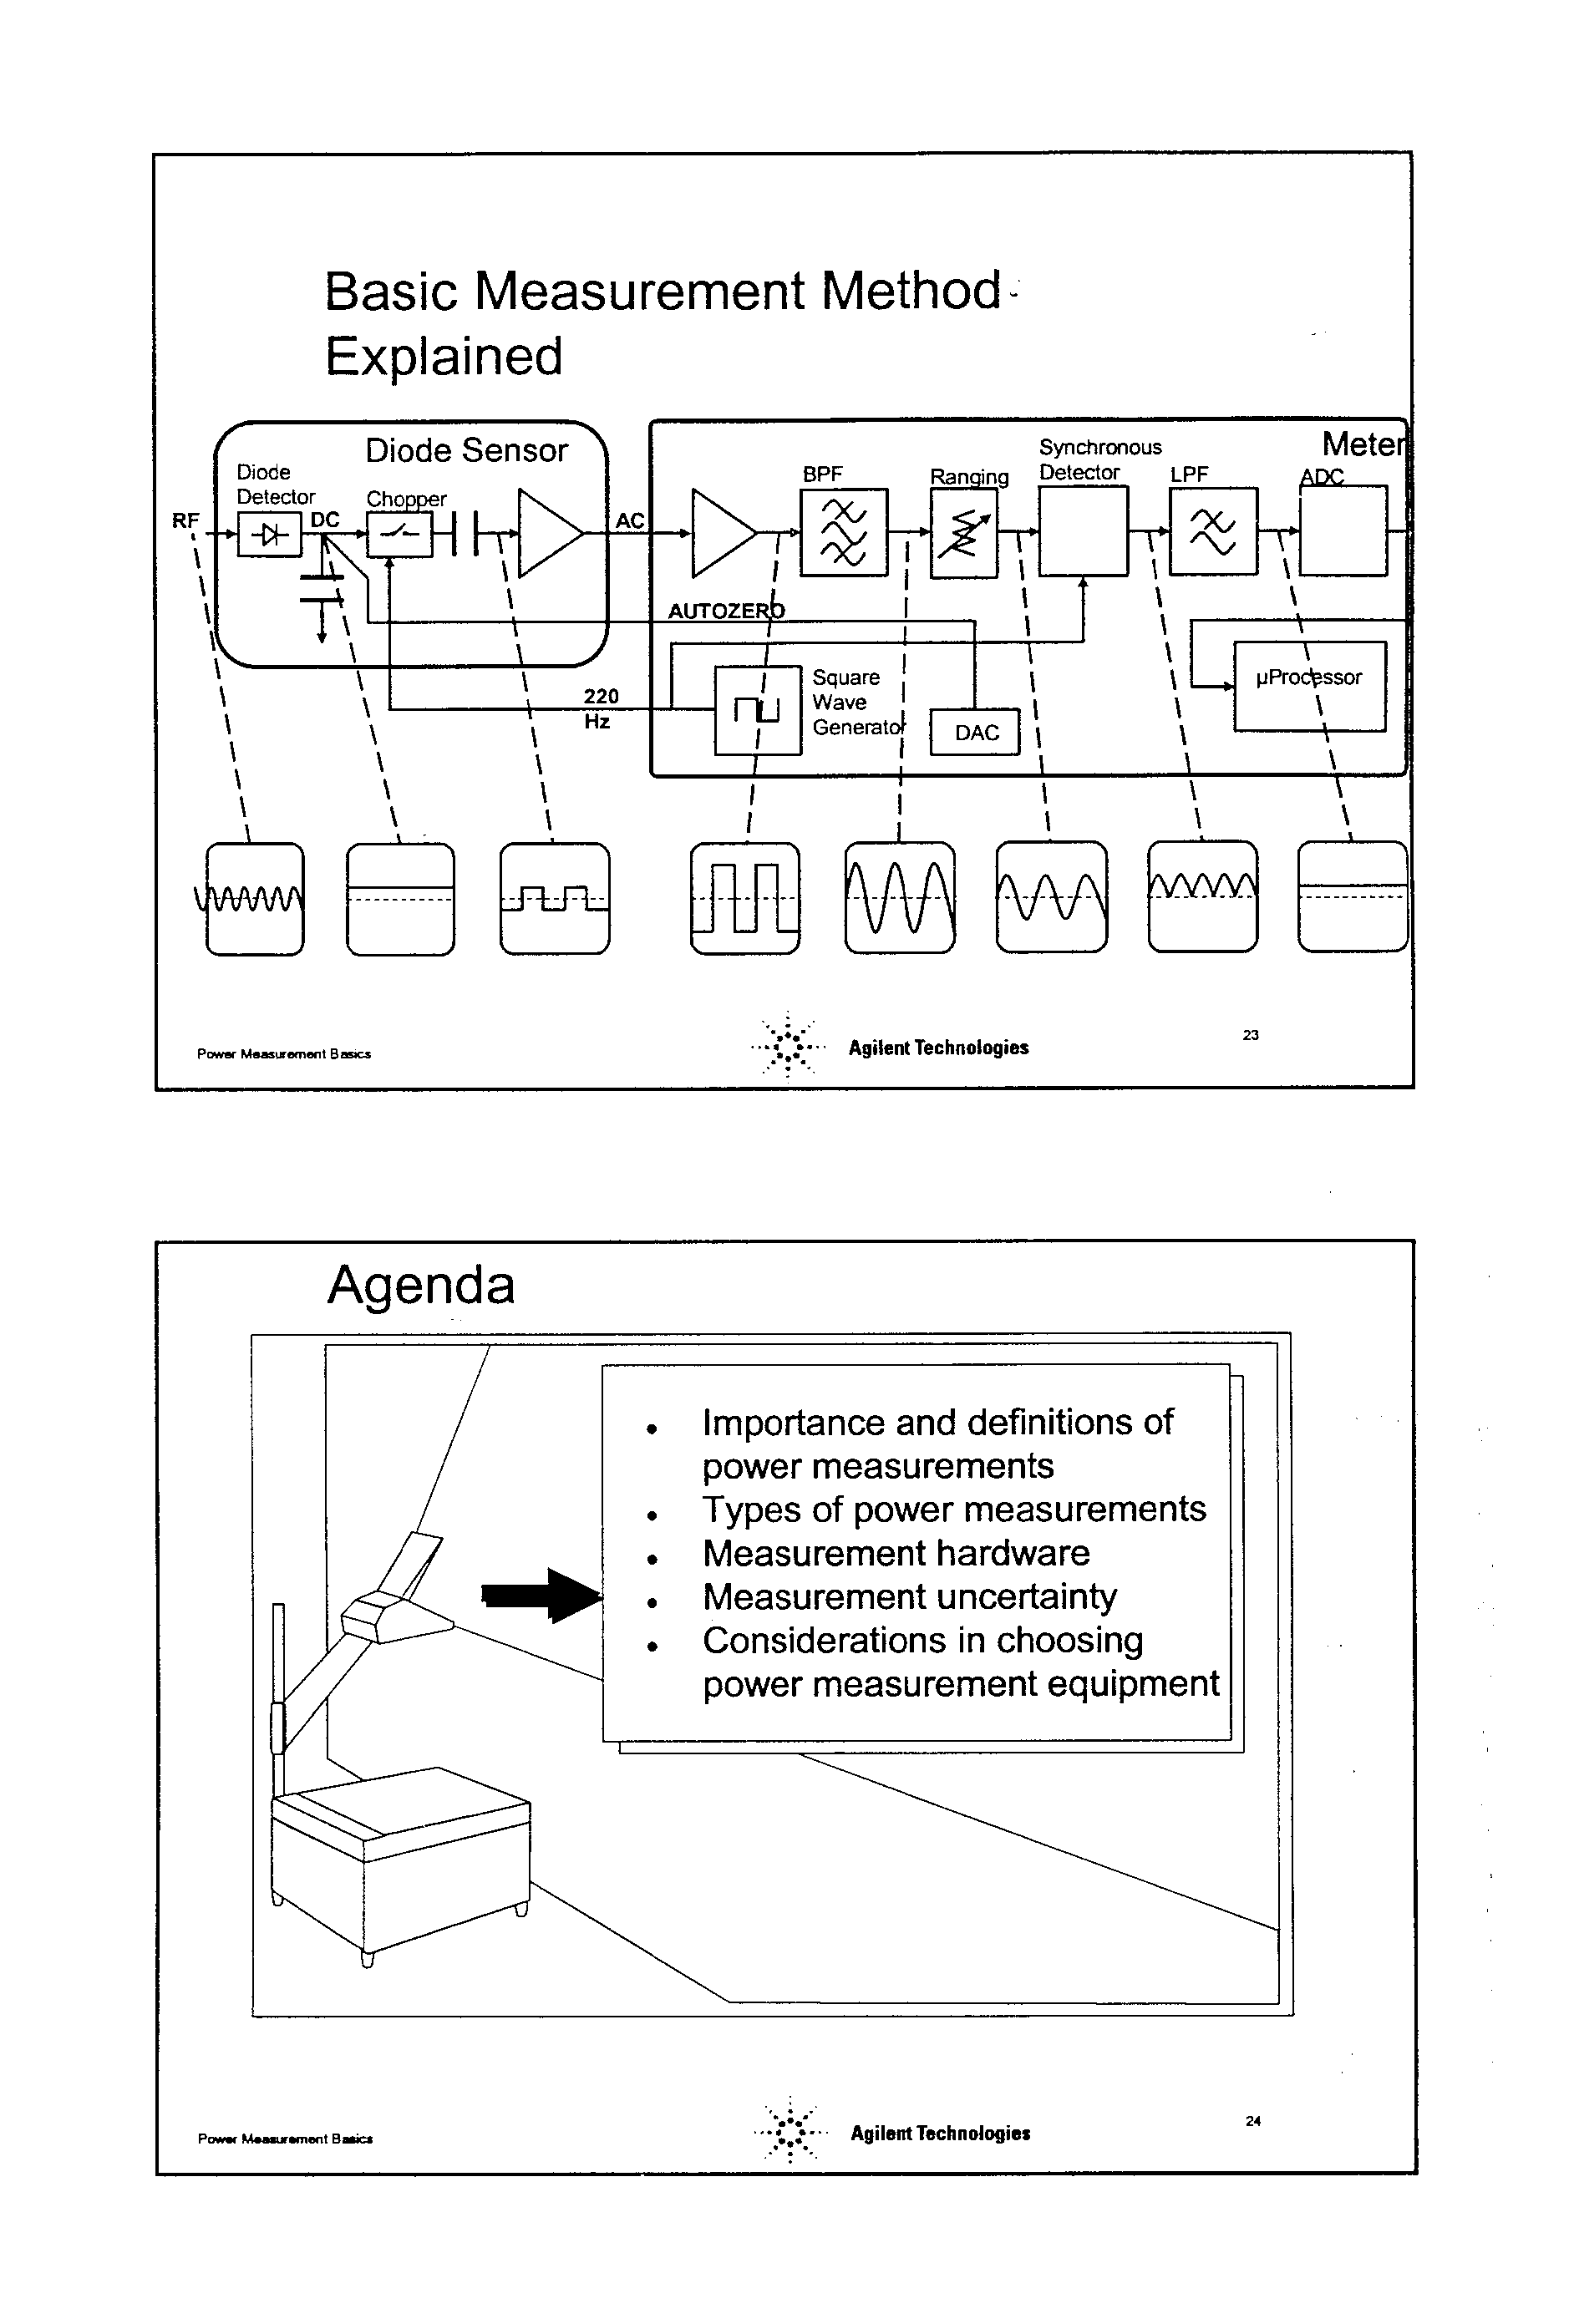 Basic Measurement Method
Explained
Diode Sensor
Meter
Diode
Detector
Chopper
RF
DC
AC
BPF
Ranging
Synchronous
Detector
LPF
ADC
AUTOZERO
220
Hz
Square
Wave
Generator
DAC
µProcessor
Power Measurement Basics
Agilent Technologies
23
Agenda
• Importance and definitions of
power measurements
• Types of power measurements
• Measurement hardware
• Measurement uncertainty
• Considerations in choosing
power measurement equipment
Power Measurement Basics
Agilent Technologies
24